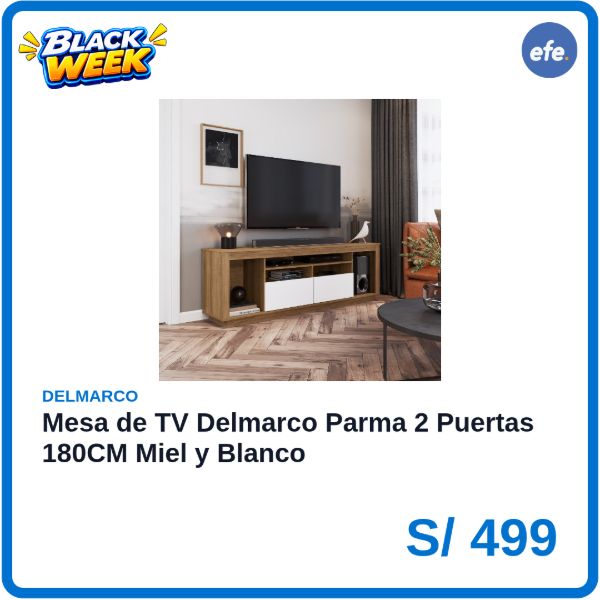 BLACK
WEEK
efe.
DELMARCO
Mesa de TV Delmarco Parma 2 Puertas
180CM Miel y Blanco
S/ 499